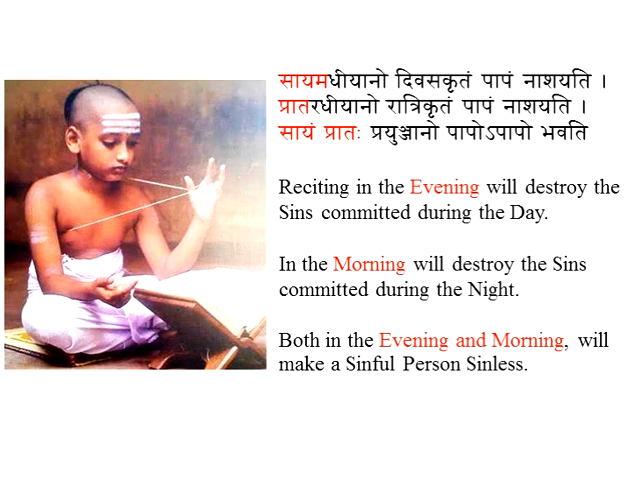 सायमधीयानो दिवसकृतं पापं नाशयति ।
प्रातरधीयानो रात्रिकृतं पापं नाशयति ।
सायं प्रातः प्रयुञ्जानो पापोऽपापो भवति
Reciting in the Evening will destroy the
Sins committed during the Day.
In the Morning will destroy the Sins
committed during the Night.
Both in the Evening and Morning, will
make a Sinful Person Sinless.